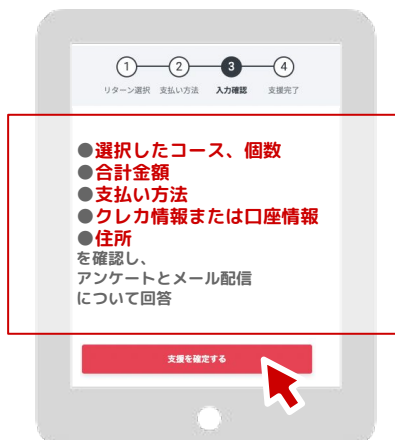 1 2 3 4
リターン選択 支払い方法 入力確認 支援完了
●選択したコース、個数
●合計金額
●支払い方法
●クレカ情報または口座情報
●住所
を確認し、
アンケートとメール配信
について回答
支援を確定する